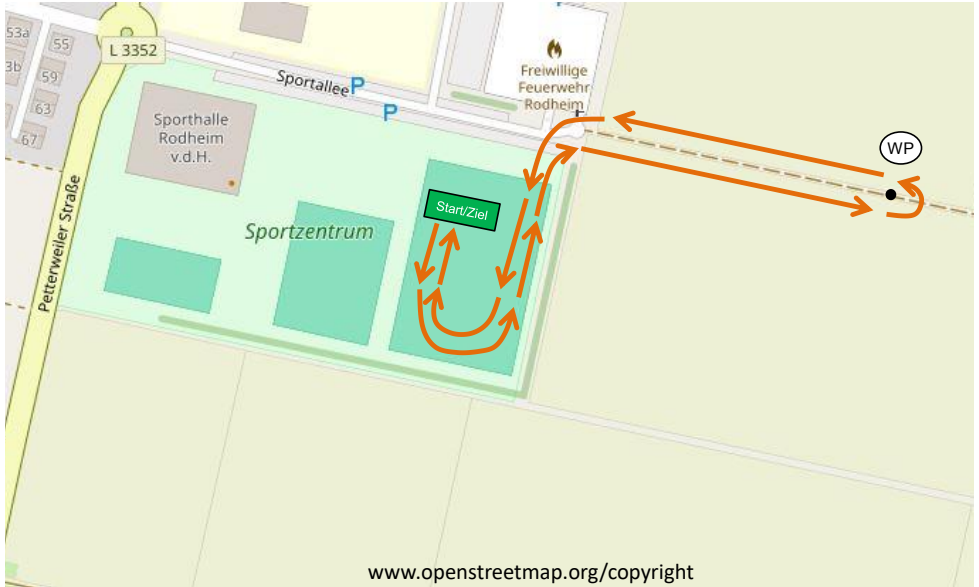 53a
55
3b
59
63
67
L 3352
P
Sportallee
P
P
Freiwillige
Feuerwehr
Rodheim
Sporthalle
Rodheim
v.d.H.
WP
Start/Ziel
Sportzentrum
Petterweiler Straße
www.openstreetmap.org/copyright